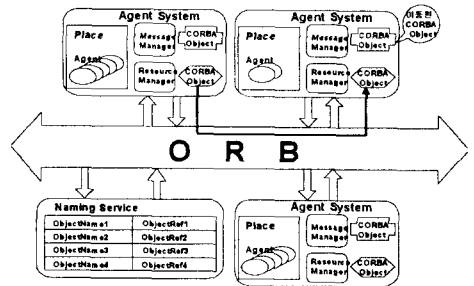 Agent System
Place
Agent
Message
Manager
CORBA
Object
Resource
Manager
CORBA
Object
Agent System
Place
Agent
Message
Manager
CORBA
Object
Resource
Manager
CORBA
Object
이동된
CORBA
Object
O R B
Naming Service
ObjectName1 ObjectRef1
ObjectName2 ObjectRef2
ObjectName3 ObjectRef3
ObjectName4 ObjectRef4
Agent System
Place
Agent
Message
Manager
CORBA
Object
Resource
Manager
CORBA
Object